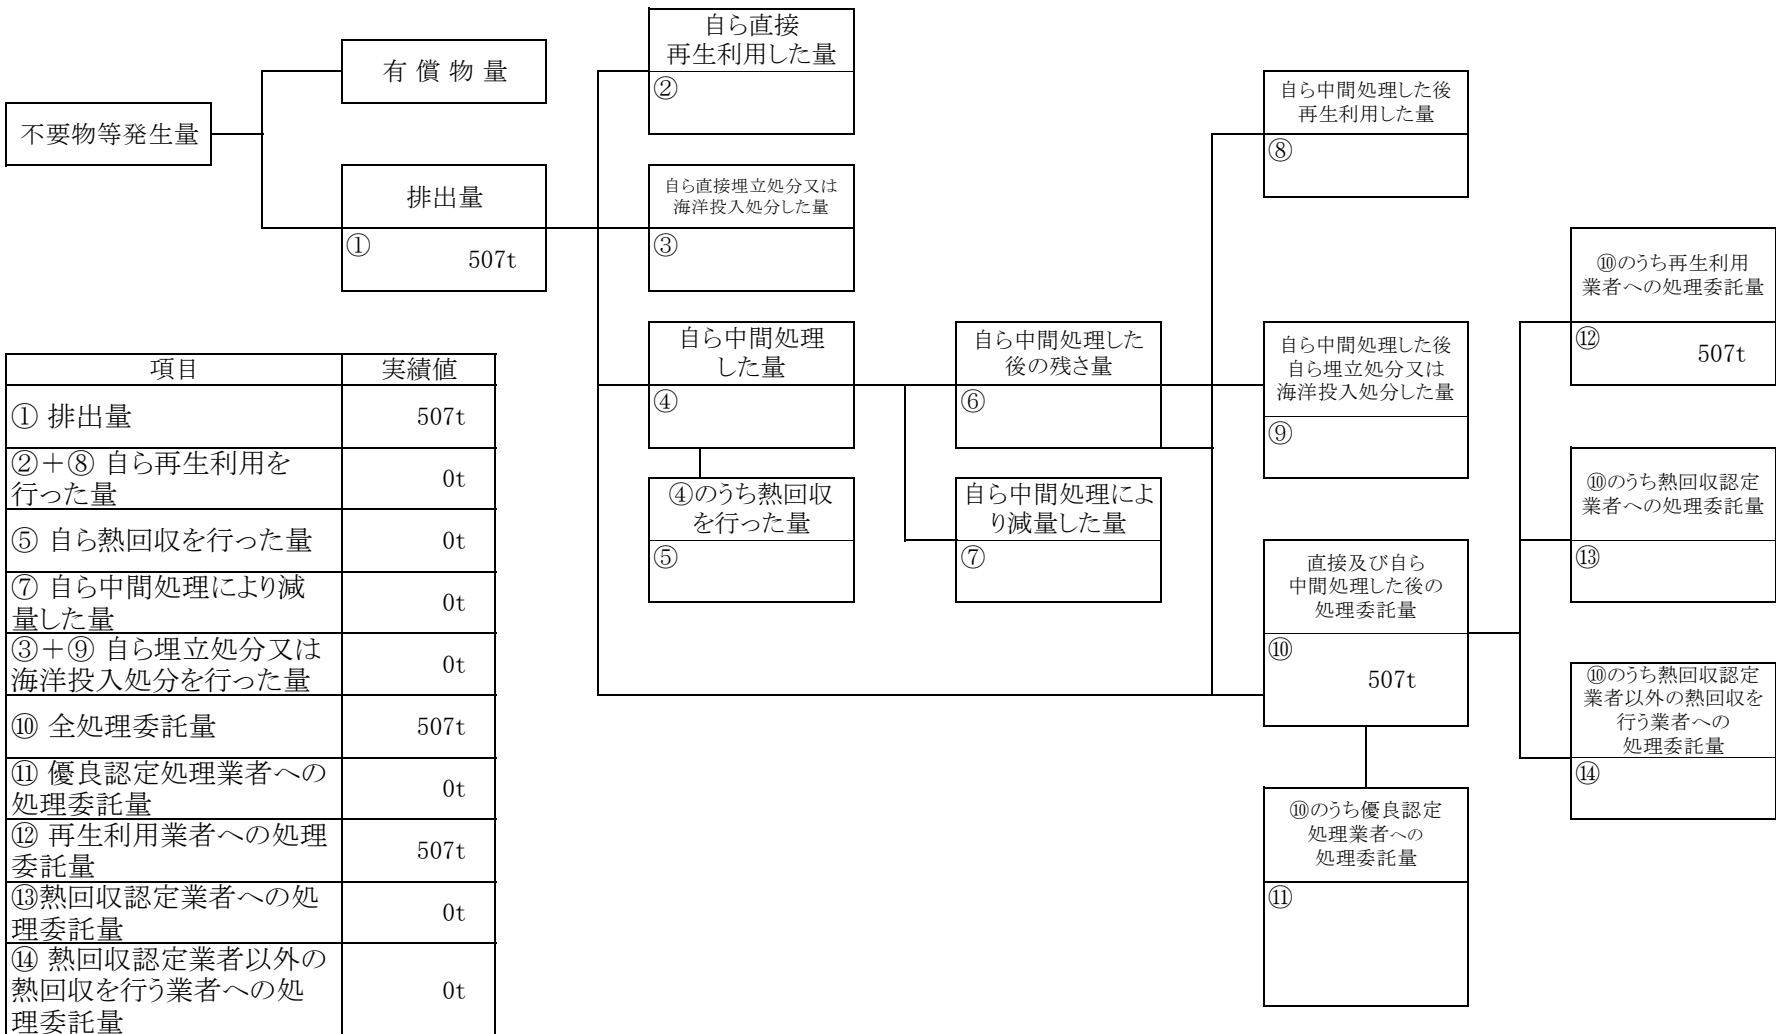 不要物等発生量
有償物量
排出量
①
507t
自ら直接
再生利用した量
②
自ら直接埋立処分又は
海洋投入処分した量
③
自ら中間処理
した量
④
④のうち熱回収
を行った量
⑤
自ら中間処理した
後の残さ量
⑥
自ら中間処理によ
り減量した量
⑦
自ら中間処理した後
再生利用した量
⑧
自ら中間処理した後
自ら埋立処分又は
海洋投入処分した量
⑨
直接及び自ら
中間処理した後の
処理委託量
⑩
507t
⑩のうち優良認定
処理業者への
処理委託量
⑪
⑩のうち再生利用
業者への処理委託量
⑫
507t
⑩のうち熱回収認定
業者への処理委託量
⑬
⑩のうち熱回収認定
業者以外の熱回収を
行う業者への
処理委託量
⑭
項目 実績値
① 排出量 507t
②+⑧ 自ら再生利用を
行った量 0t
⑤ 自ら熱回収を行った量 0t
⑦ 自ら中間処理により減
量した量 0t
③+⑨ 自ら埋立処分又は
海洋投入処分を行った量 0t
⑩ 全処理委託量 507t
⑪ 優良認定処理業者への
処理委託量 0t
⑫ 再生利用業者への処理
委託量 507t
⑬熱回収認定業者への処
理委託量 0t
⑭ 熱回収認定業者以外の
熱回収を行う業者への処
理委託量 0t